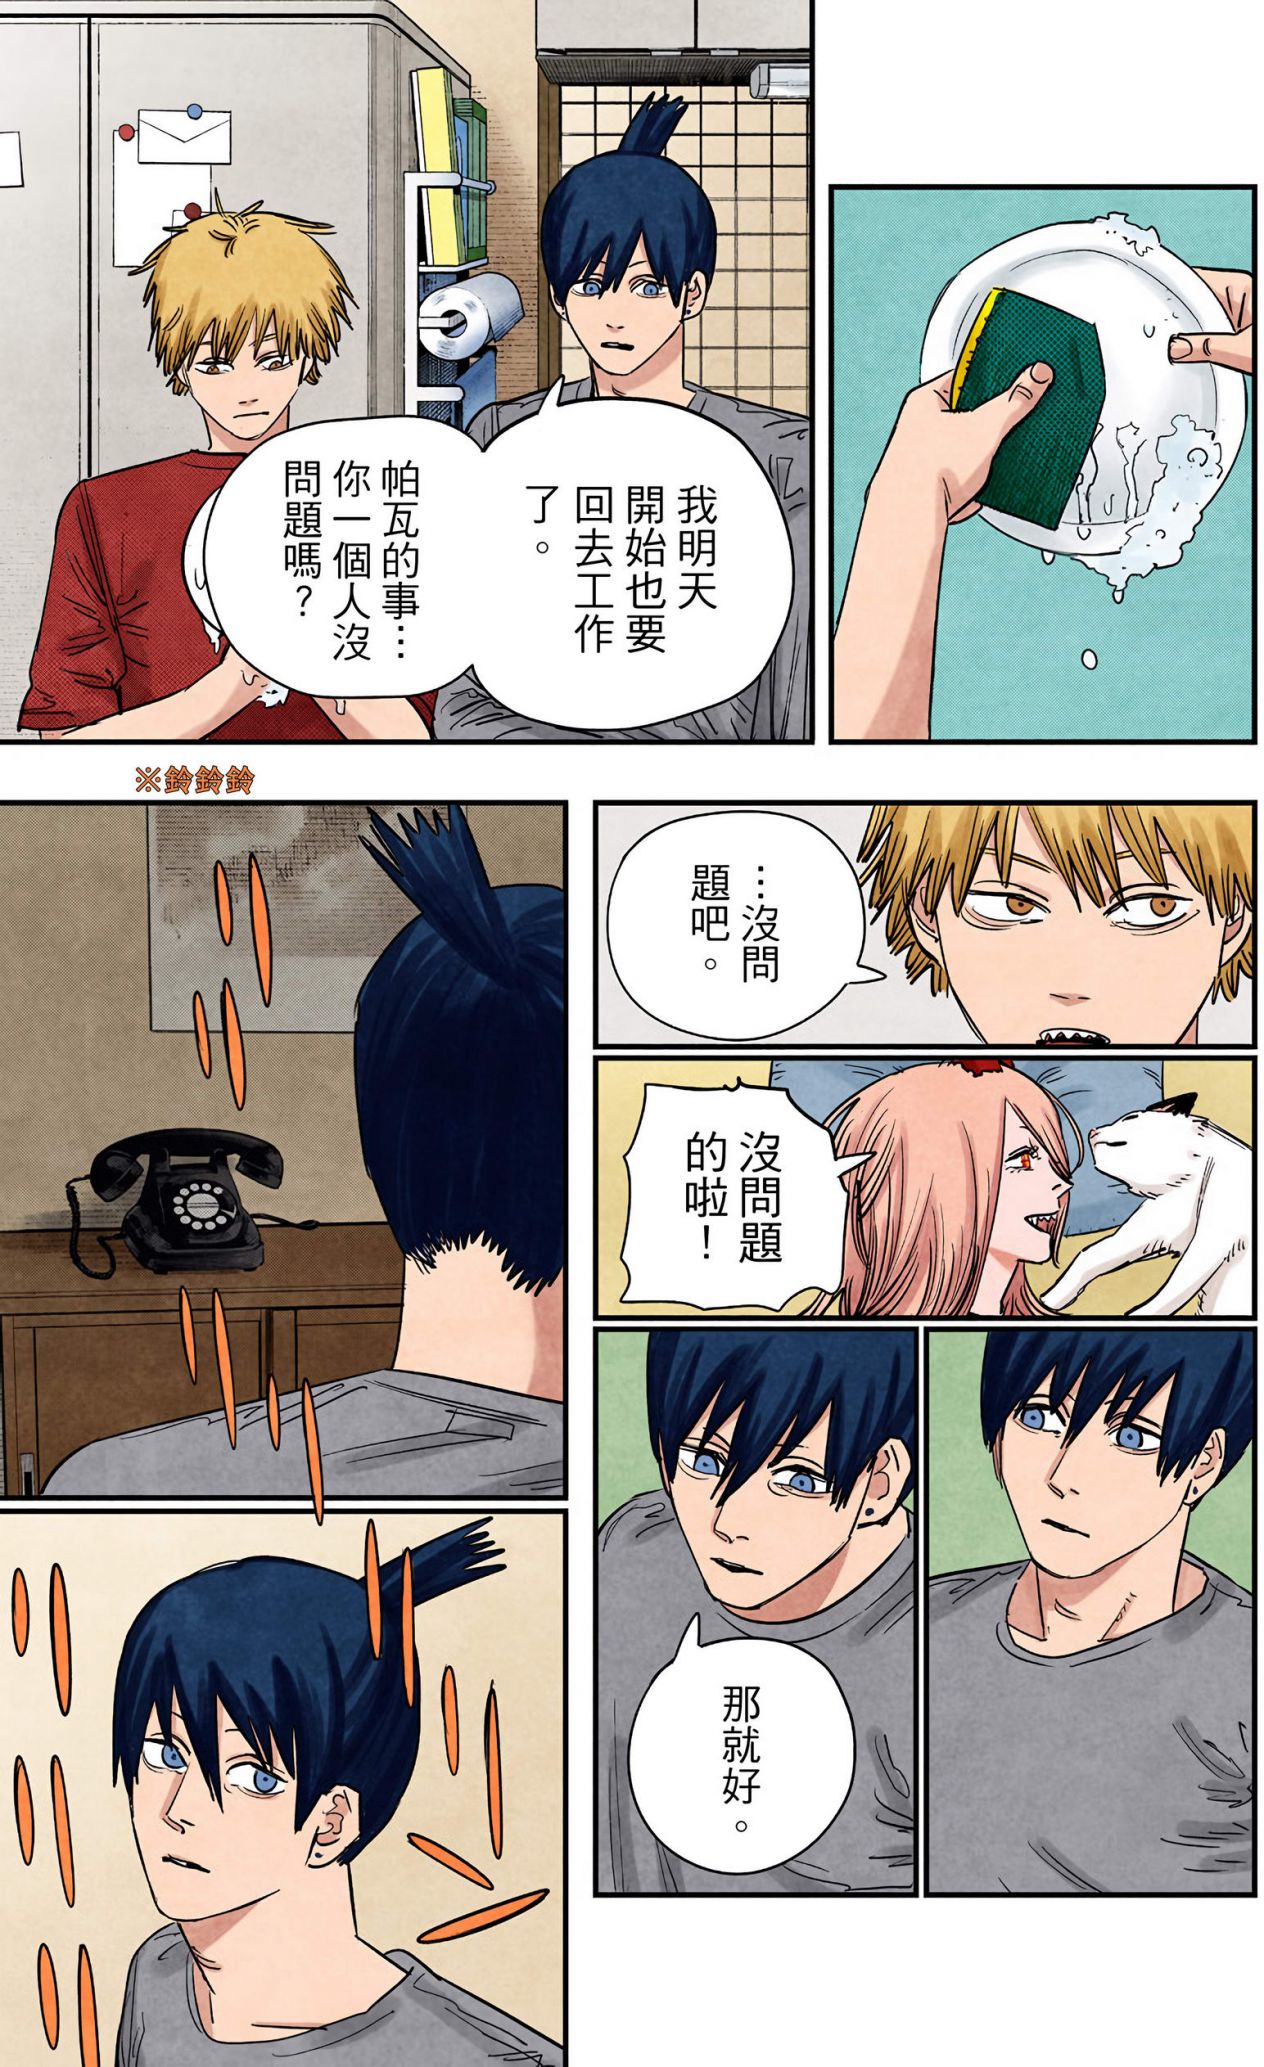 我明天
開始也要
回去工作
了。
帕瓦的事…
你一個人沒
問題嗎？
…沒問
題吧。
沒問題
的啦！
那就好。
※鈴鈴鈴